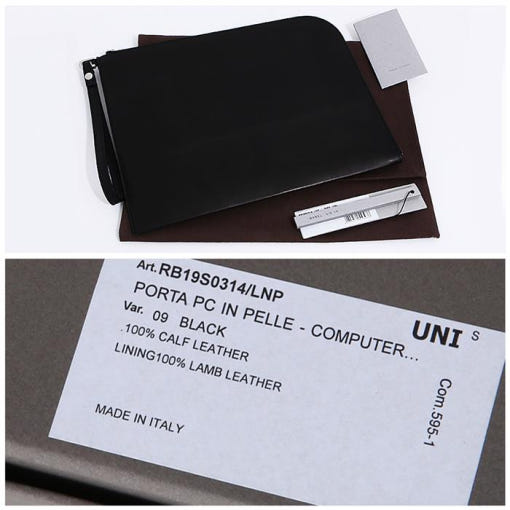 Art.RB19S0314/LNP
PORTA PC IN PELLE - COMPUTER...
Var. 09 BLACK
.100% CALF LEATHER
LINING100% LAMB LEATHER
MADE IN ITALY
UNI S
Com.595-1